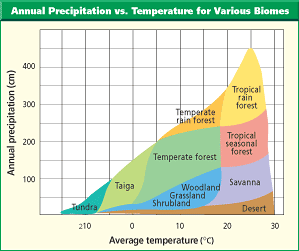 Annual Precipitation vs. Temperature for Various Biomes
Annual precipitation (cm)
400
300
200
100
Tropical
rain
forest
Temperate
rain forest
Tropical
seasonal
forest
Temperate forest
Taiga
Woodland
Grassland
Shrubland
Savanna
Tundra
Desert
210
0
10
20
30
Average temperature (°C)